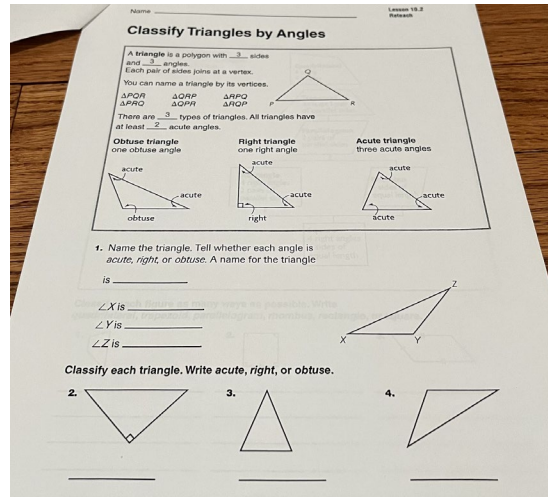 Name
Lesson 10.2
Reteach
Classify Triangles by Angles
A triangle is a polygon with 3 sides
and 3 angles.
Each pair of sides joins at a vertex.
You can name a triangle by its vertices.
△PQR △QRP △RPQ
△PRQ △QPR △RQP
Q
P R
There are 3 types of triangles. All triangles have
at least 2 acute angles.
Obtuse triangle
one obtuse angle
acute
acute
obtuse
Right triangle
one right angle
acute
acute
right
Acute triangle
three acute angles
acute
acute
acute
1. Name the triangle. Tell whether each angle is
acute, right, or obtuse. A name for the triangle
is
∠X is
∠Y is
∠Z is
Z
X Y
Classify each triangle. Write acute, right, or obtuse.
2. 3. 4.